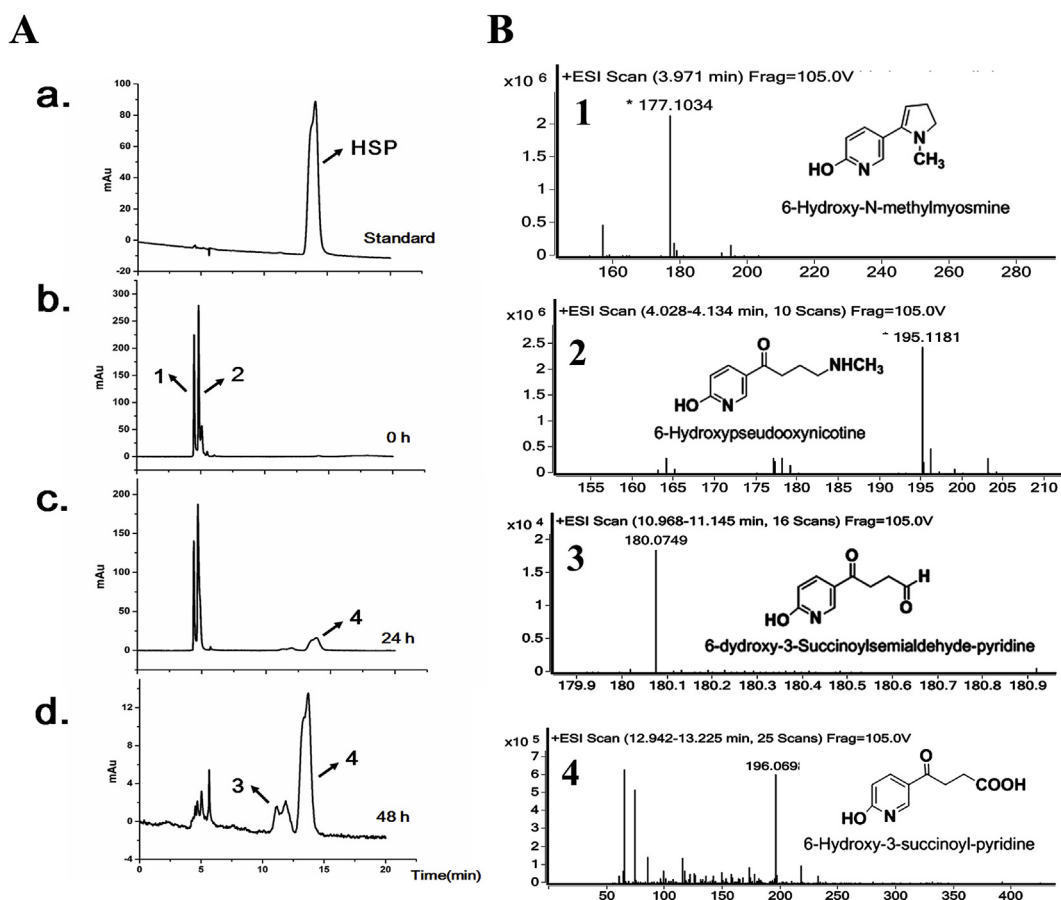 A
B
a.
100
80
60
40
20
0
-20
mAu
HSP
Standard
b.
300
250
200
150
100
50
0
mAu
1
2
0 h
0
5
10
15
20
c.
200
150
100
50
0
mAu
4
24 h
0
5
10
15
20
d.
12
8
4
0
-4
mAu
3
4
48 h
0
5
10
15
20
Time(min)
x10 6
+ESI Scan (3.971 min) Frag=105.0V
1
* 177.1034
2
1.5
1
0.5
0
HO
N
N
CH3
6-Hydroxy-N-methylmyosmine
160
180
200
220
240
260
280
x10 6
+ESI Scan (4.028-4.134 min, 10 Scans) Frag=105.0V
2
* 195.1181
2.5
2
1.5
1
0.5
0
O
NHCH3
HO
N
6-Hydroxypseudooxynicotine
155
160
165
170
175
180
185
190
195
200
205
210
x10 4
+ESI Scan (10.968-11.145 min, 16 Scans) Frag=105.0V
3
180.0749
2
1.5
1
0.5
0
O
H
O
HO
N
6-dydroxy-3-Succinoylsemialdehyde-pyridine
179.9
180
180.1
180.2
180.3
180.4
180.5
180.6
180.7
180.8
180.9
x10 5
+ESI Scan (12.942-13.225 min, 25 Scans) Frag=105.0V
4
196.0698
7
6
5
4
3
2
1
0
O
COOH
HO
N
6-Hydroxy-3-succinoyl-pyridine
50
100
150
200
250
300
350
400